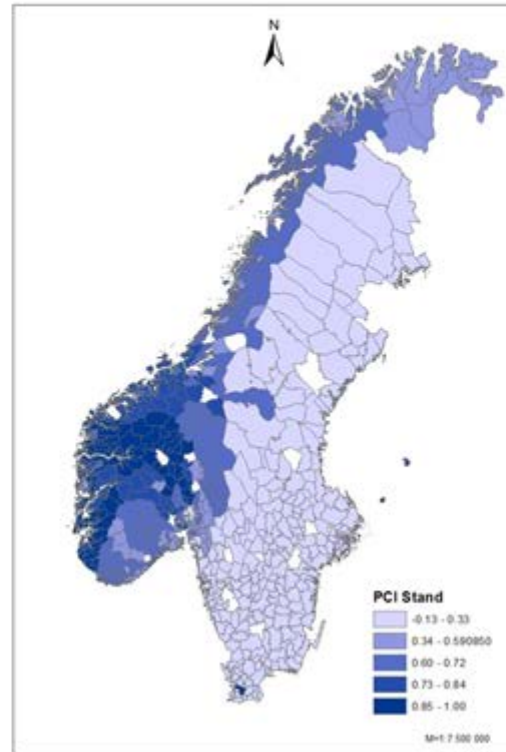 N
PCI Stand
-0.13 - 0.33
0.34 - 0.590850
0.60 - 0.72
0.73 - 0.84
0.85 - 1.00
M=1:7 500 000